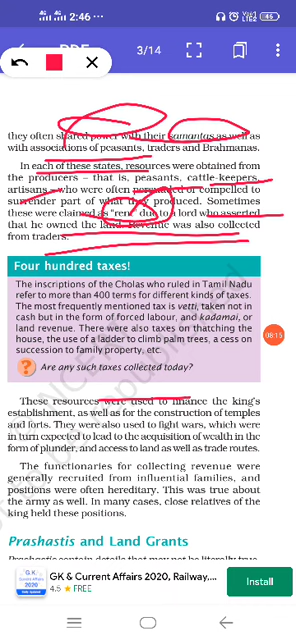 2:46
Vo) 1
LTE2
46
3/14
they often shared power with their samantas as well as
with associations of peasants, traders and Brahmanas.
In each of these states, resources were obtained from
the producers – that is, peasants, cattle-keepers,
artisans – who were often persuaded or compelled to
surrender part of what they produced. Sometimes
these were claimed as "rent" due to a lord who asserted
that he owned the land. Revenue was also collected
from traders.
Four hundred taxes!
The inscriptions of the Cholas who ruled in Tamil Nadu
refer to more than 400 terms for different kinds of taxes.
The most frequently mentioned tax is vetti, taken not in
cash but in the form of forced labour, and kadamai, or
land revenue. There were also taxes on thatching the
house, the use of a ladder to climb palm trees, a cess on
succession to family property, etc.
08:15
? Are any such taxes collected today?
These resources were used to finance the king's
establishment, as well as for the construction of temples
and forts. They were also used to fight wars, which were
in turn expected to lead to the acquisition of wealth in the
form of plunder, and access to land as well as trade routes.
The functionaries for collecting revenue were
generally recruited from influential families, and
positions were often hereditary. This was true about
the army as well. In many cases, close relatives of the
king held these positions.
Prashastis and Land Grants
Prashastis contain details that may not be literally true
GK & Current Affairs 2020, Railway,...
4.5 ★ FREE
Install